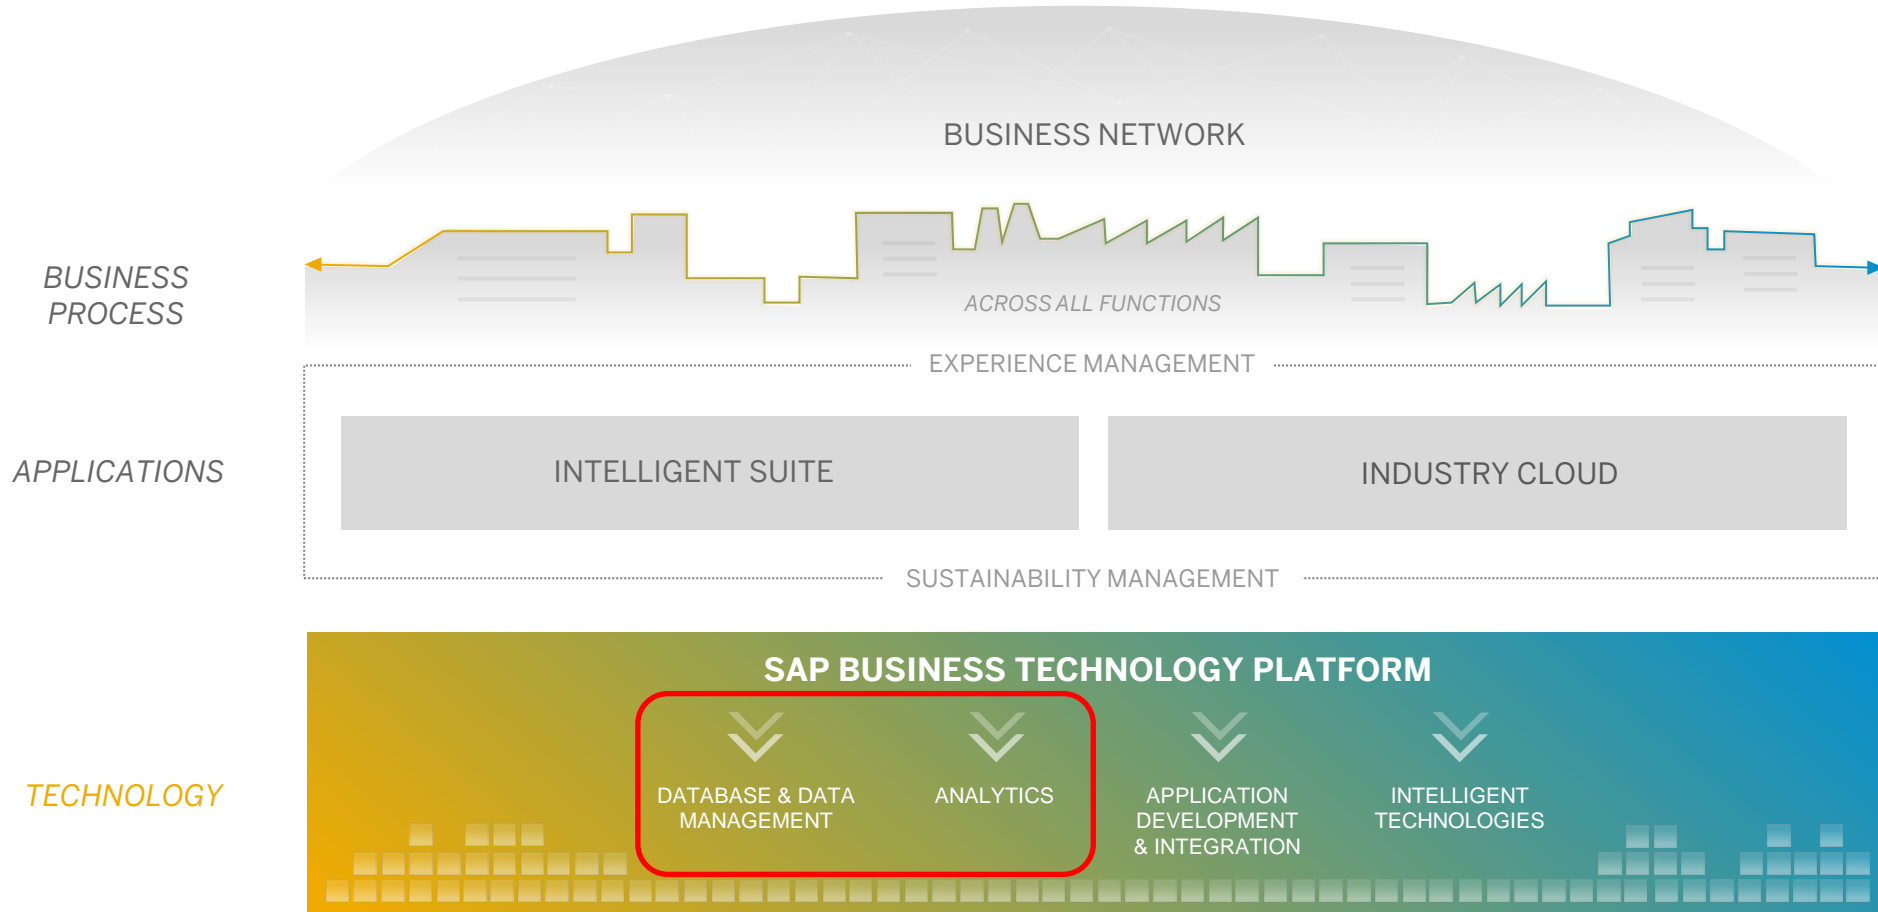 BUSINESS NETWORK
BUSINESS
PROCESS
ACROSS ALL FUNCTIONS
EXPERIENCE MANAGEMENT
APPLICATIONS
INTELLIGENT SUITE
INDUSTRY CLOUD
SUSTAINABILITY MANAGEMENT
SAP BUSINESS TECHNOLOGY PLATFORM
TECHNOLOGY
DATABASE & DATA
MANAGEMENT
ANALYTICS
APPLICATION
DEVELOPMENT
& INTEGRATION
INTELLIGENT
TECHNOLOGIES